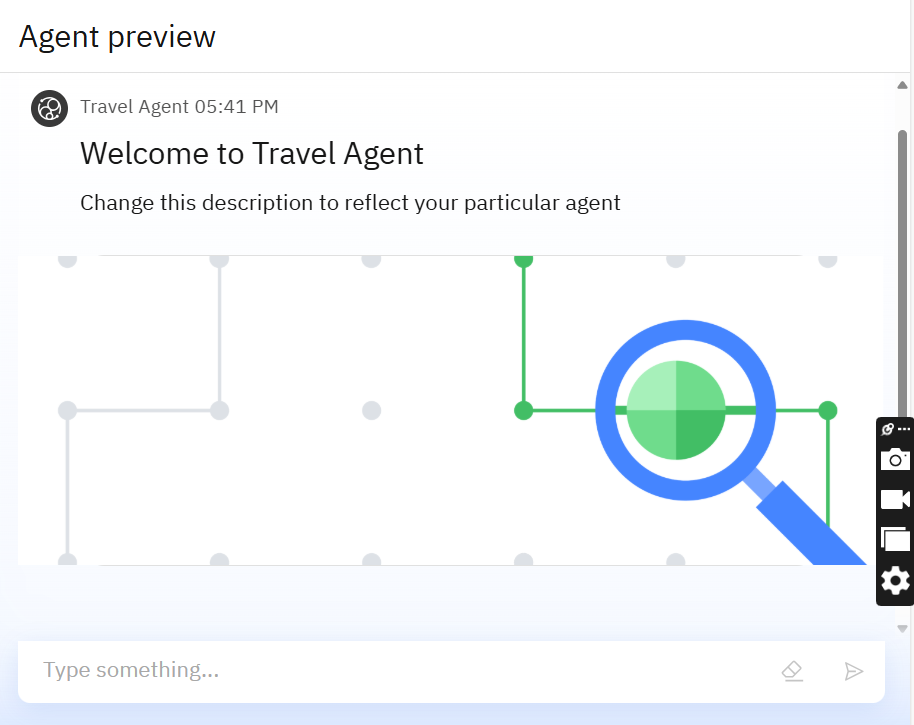 Agent preview
Travel Agent 05:41 PM
Welcome to Travel Agent
Change this description to reflect your particular agent
Type something...